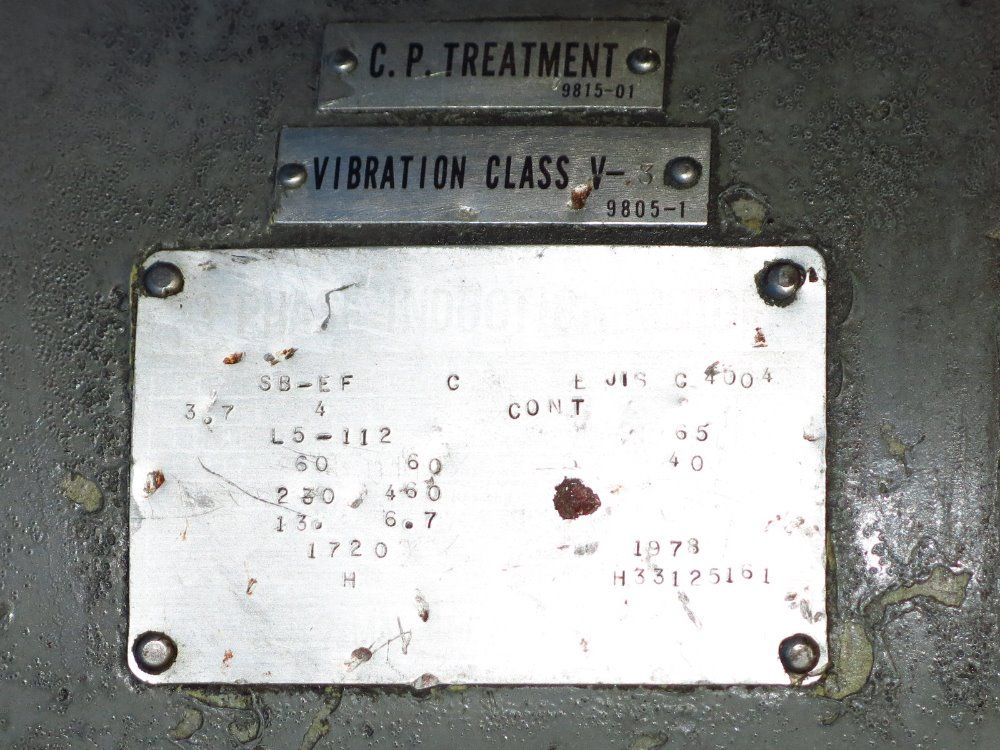 C. P. TREATMENT
9815-01
VIBRATION CLASS V-3
9805-1
SB-EF C E JIS C 4004
3.7 4 CONT
L5-112 65
60 60 40
230 460
13. 6.7
1720 1978
H H33125161